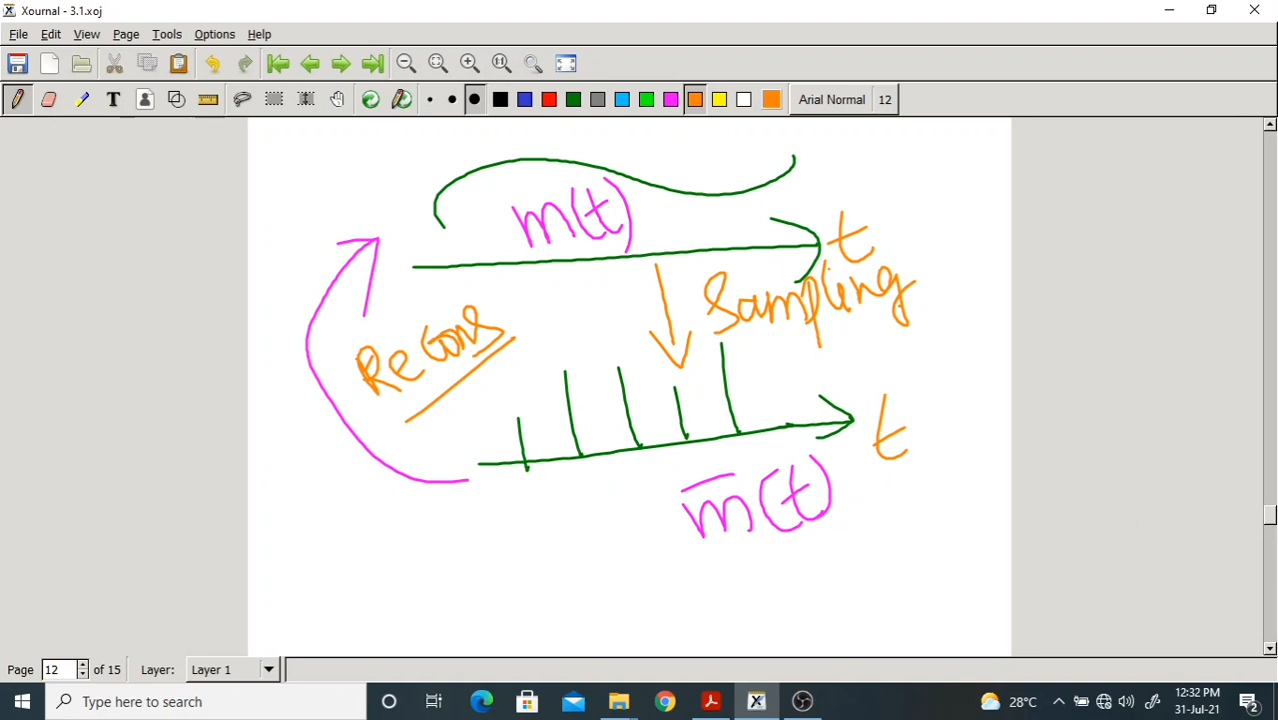 Xournal - 3.1.xoj
File Edit View Page Tools Options Help
Arial Normal 12
m(t)
t
Sampling
Recons
t
m̅(t)
Page 12 of 15 Layer: Layer 1
Type here to search
28°C
12:32 PM
31-Jul-21
2